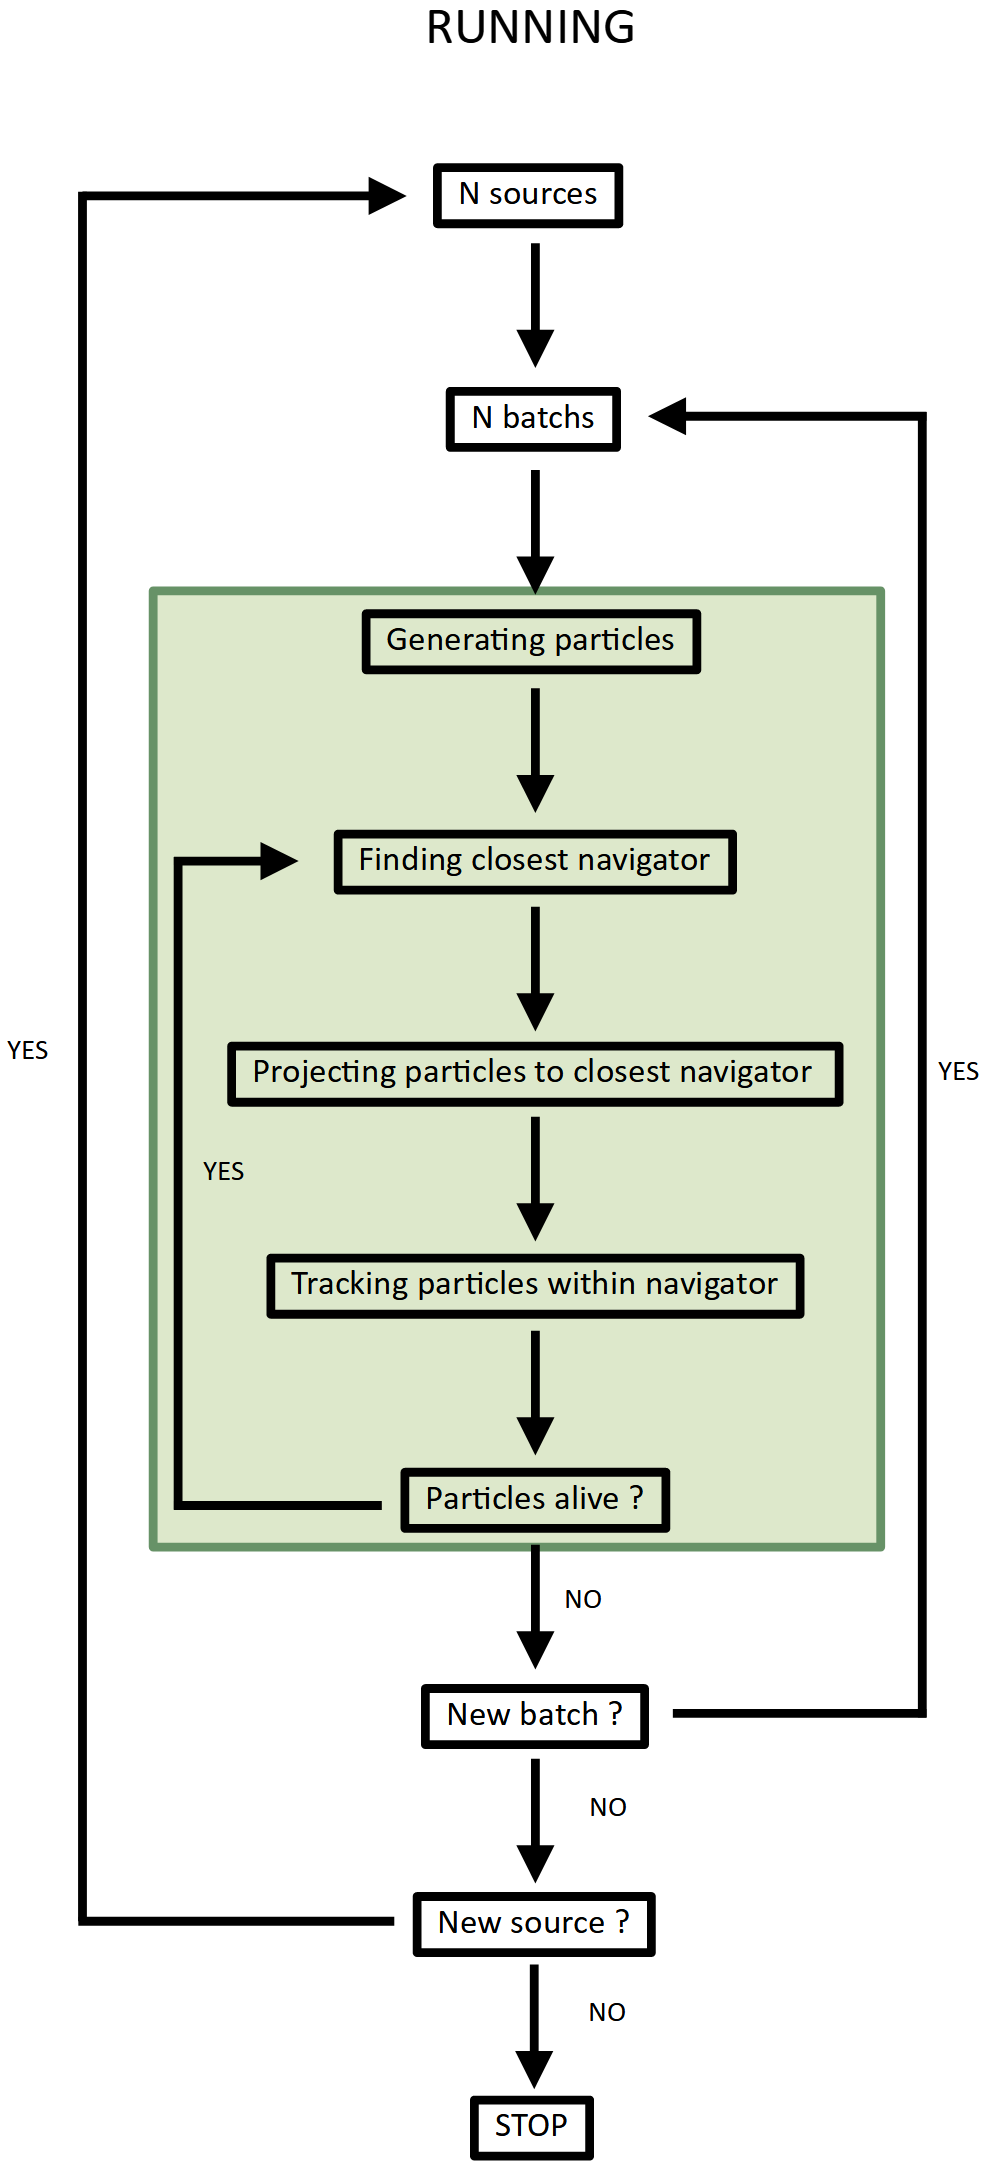 RUNNING
N sources
N batchs
Generating particles
Finding closest navigator
YES
Projecting particles to closest navigator
YES
YES
Tracking particles within navigator
Particles alive ?
NO
New batch ?
NO
New source ?
NO
STOP